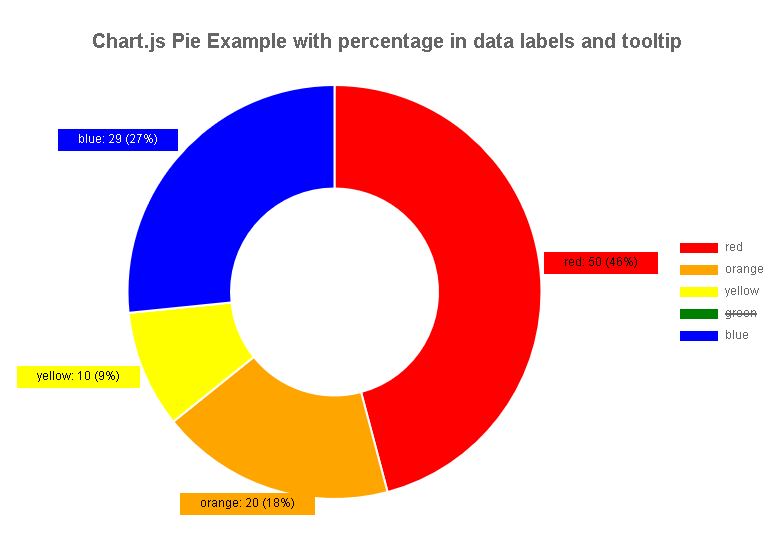 Chart.js Pie Example with percentage in data labels and tooltip
blue: 29 (27%)
red: 50 (46%)
yellow: 10 (9%)
orange: 20 (18%)
red
orange
yellow
green
blue